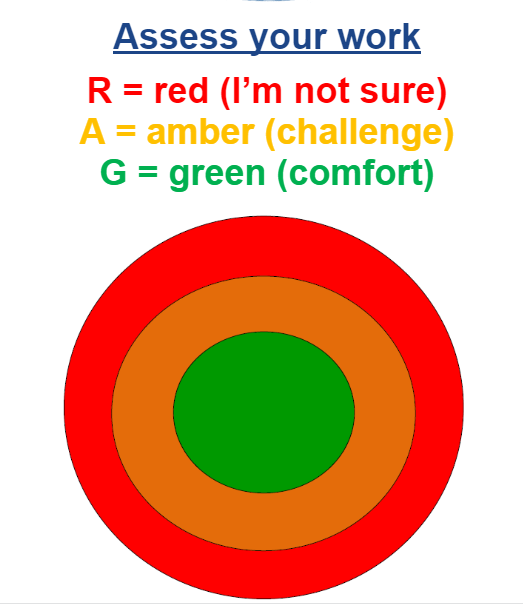 Assess your work
R = red (I’m not sure)
A = amber (challenge)
G = green (comfort)